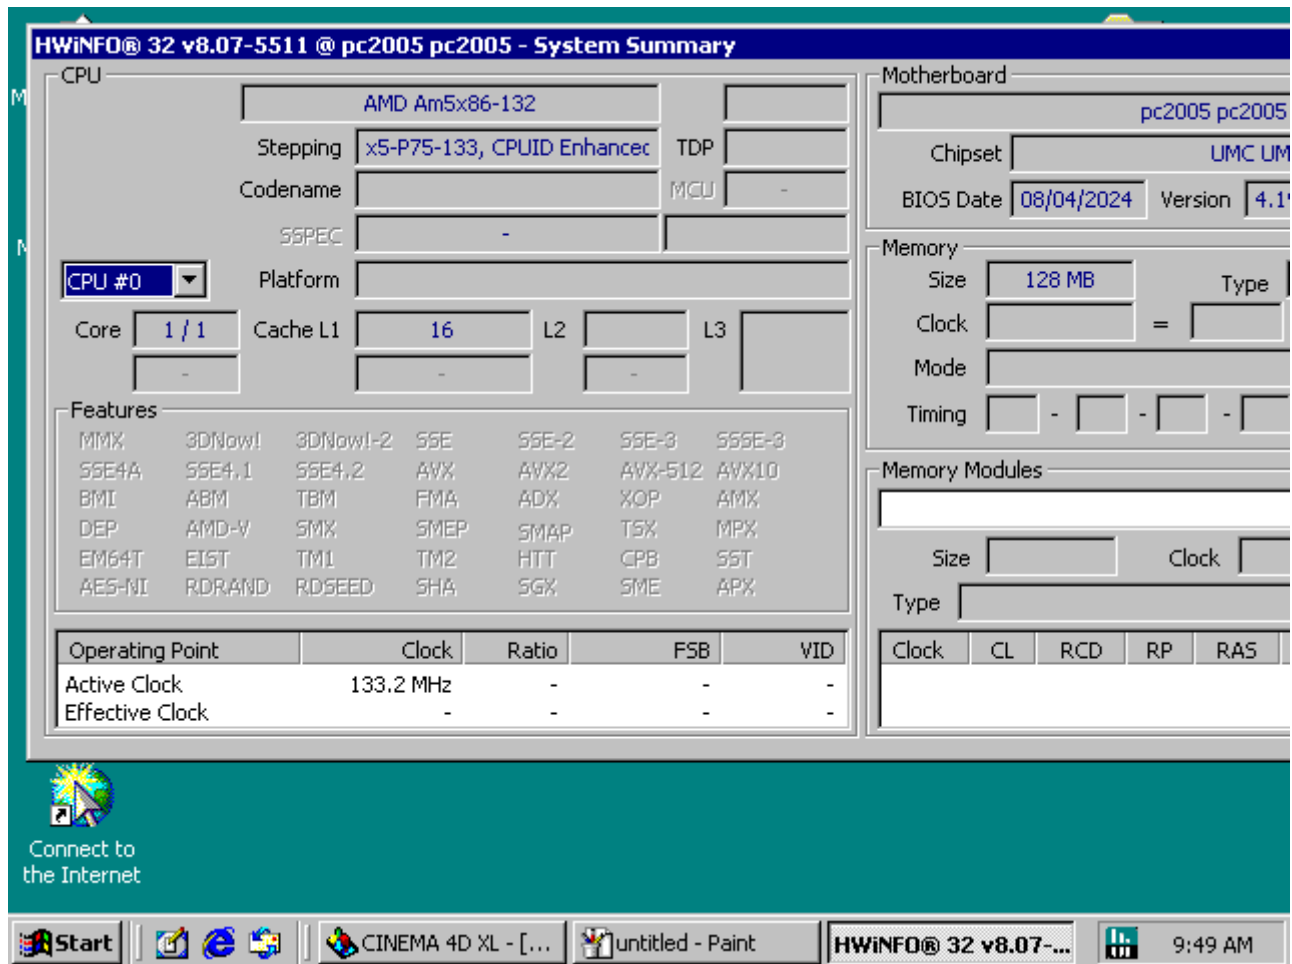 HWiNFO® 32 v8.07-5511 @ pc2005 pc2005 - System Summary
CPU
AMD Am5x86-132
Stepping x5-P75-133, CPUID Enhanced TDP
Codename MCU -
SSPEC -
CPU #0 Platform
Core 1 / 1 Cache L1 16 L2 L3
- - -
Features
MMX 3DNow! 3DNow!-2 SSE SSE-2 SSE-3 SSSE-3
SSE4A SSE4.1 SSE4.2 AVX AVX2 AVX-512 AVX10
BMI ABM TBM FMA ADX XOP AMX
DEP AMD-V SMX SMEP SMAP TSX MPX
EM64T EIST TM1 TM2 HTT CPB SST
AES-NI RDRAND RDSEED SHA SGX SME APX
Operating Point Clock Ratio FSB VID
Active Clock 133.2 MHz - - -
Effective Clock - - - -
Motherboard
pc2005 pc2005
Chipset UMC UM
BIOS Date 08/04/2024 Version 4.1
Memory
Size 128 MB Type
Clock =
Mode
Timing - - -
Memory Modules
Size Clock
Type
Clock CL RCD RP RAS
Connect to
the Internet
Start CINEMA 4D XL - [... untitled - Paint HWiNFO® 32 v8.07-... 9:49 AM